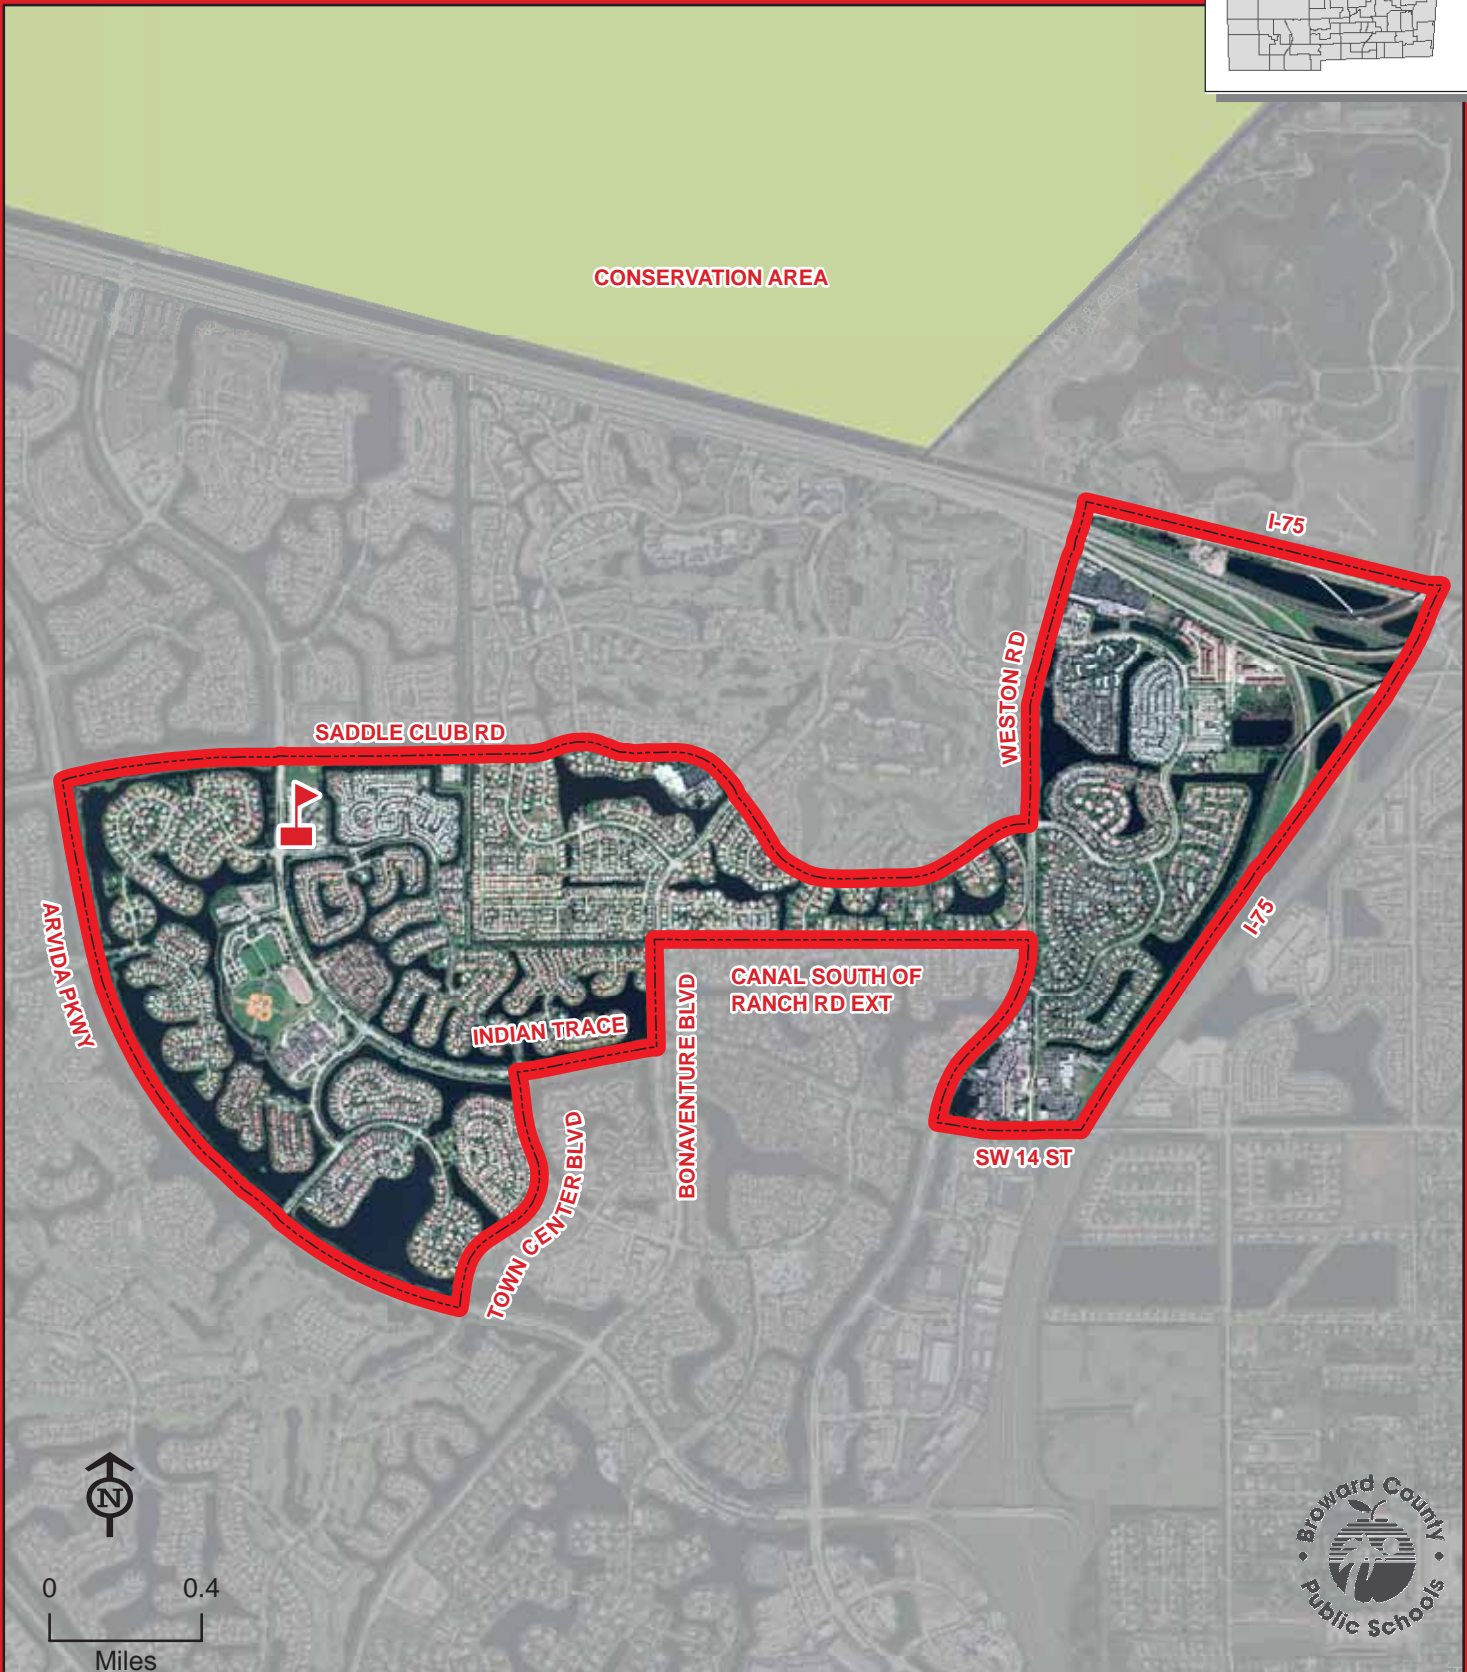 CONSERVATION AREA
I-75
WESTON RD
SADDLE CLUB RD
ARVIDA PKWY
I-75
CANAL SOUTH OF
RANCH RD EXT
INDIAN TRACE
BONAVENTURE BLVD
TOWN CENTER BLVD
SW 14 ST
N
0 0.4
Miles
Broward County
Public Schools